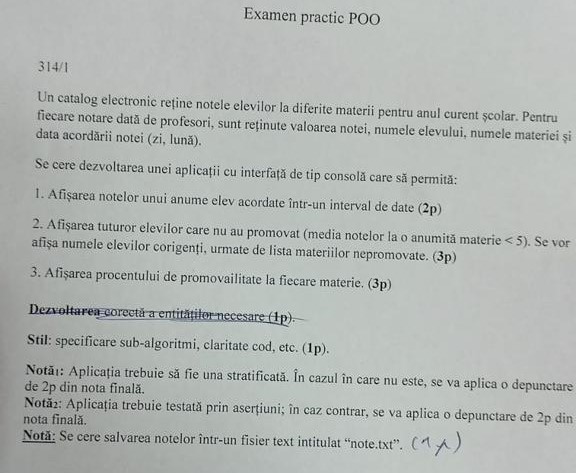 Examen practic POO
314/1
Un catalog electronic reține notele elevilor la diferite materii pentru anul curent școlar. Pentru
fiecare notare dată de profesori, sunt reținute valoarea notei, numele elevului, numele materiei și
data acordării notei (zi, lună).
Se cere dezvoltarea unei aplicații cu interfață de tip consolă care să permită:
1. Afișarea notelor unui anume elev acordate într-un interval de date (2p)
2. Afișarea tuturor elevilor care nu au promovat (media notelor la o anumită materie < 5). Se vor
afișa numele elevilor corigenți, urmate de lista materiilor nepromovate. (3p)
3. Afișarea procentului de promovailitate la fiecare materie. (3p)
Dezvoltarea corectă a entităților necesare (1p).
Stil: specificare sub-algoritmi, claritate cod, etc. (1p).
Notă1: Aplicația trebuie să fie una stratificată. În cazul în care nu este, se va aplica o depunctare
de 2p din nota finală.
Notă2: Aplicația trebuie testată prin aserțiuni; în caz contrar, se va aplica o depunctare de 2p din
nota finală.
Notă: Se cere salvarea notelor într-un fisier text intitulat “note.txt”. (1p)